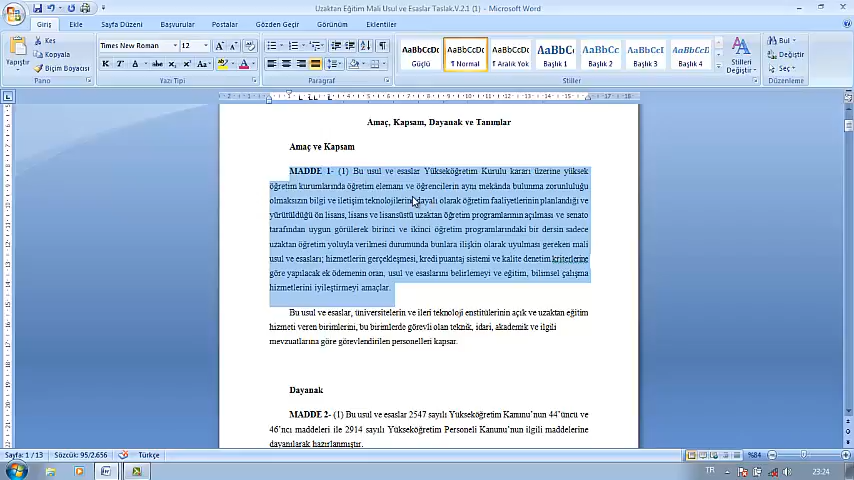 Uzaktan Eğitim Mali Usul ve Esaslar Taslak.V.2.1 (1) - Microsoft Word
Giriş Ekle Sayfa Düzeni Başvurular Postalar Gözden Geçir Görünüm Eklentiler
Yapıştır
Kes
Kopyala
Biçim Boyacısı
Pano
Times New Roman 12
K T A
Yazı Tipi
Paragraf
AaBbCcDc AaBbCcDc AaBbCcDc AaBbC AaBbCc AaBbCcD AaBbCcD
Güçlü ¶ Normal ¶ Aralık Yok Başlık 1 Başlık 2 Başlık 3 Başlık 4
Stiller
Stilleri
Değiştir
Bul
Değiştir
Seç
Düzenleme
Amaç, Kapsam, Dayanak ve Tanımlar
Amaç ve Kapsam
MADDE 1- (1) Bu usul ve esaslar Yükseköğretim Kurulu kararı üzerine yüksek
öğretim kurumlarında öğretim elemanı ve öğrencilerin aynı mekânda bulunma zorunluluğu
olmaksızın bilgi ve iletişim teknolojilerine dayalı olarak öğretim faaliyetlerinin planlandığı ve
yürütüldüğü ön lisans, lisans ve lisansüstü uzaktan öğretim programlarının açılması ve senato
tarafından uygun görülerek birinci ve ikinci öğretim programlarındaki bir dersin sadece
uzaktan öğretim yoluyla verilmesi durumunda bunlara ilişkin olarak uyulması gereken mali
usul ve esasları; hizmetlerin gerçekleşmesi, kredi puantaj sistemi ve kalite denetim kriterlerine
göre yapılacak ek ödemenin oran, usul ve esaslarını belirlemeyi ve eğitim, bilimsel çalışma
hizmetlerini iyileştirmeyi amaçlar.
Bu usul ve esaslar, üniversitelerin ve ileri teknoloji enstitülerinin açık ve uzaktan eğitim
hizmeti veren birimlerini, bu birimlerde görevli olan teknik, idari, akademik ve ilgili
mevzuatlarına göre görevlendirilen personelleri kapsar.
Dayanak
MADDE 2- (1) Bu usul ve esaslar 2547 sayılı Yükseköğretim Kanunu'nun 44'üncü ve
46'ncı maddeleri ile 2914 sayılı Yükseköğretim Personeli Kanunu'nun ilgili maddelerine
dayanılarak hazırlanmıştır.
Sayfa: 1 / 13 Sözcük: 95/2.656 Türkçe %84
TR 23:24